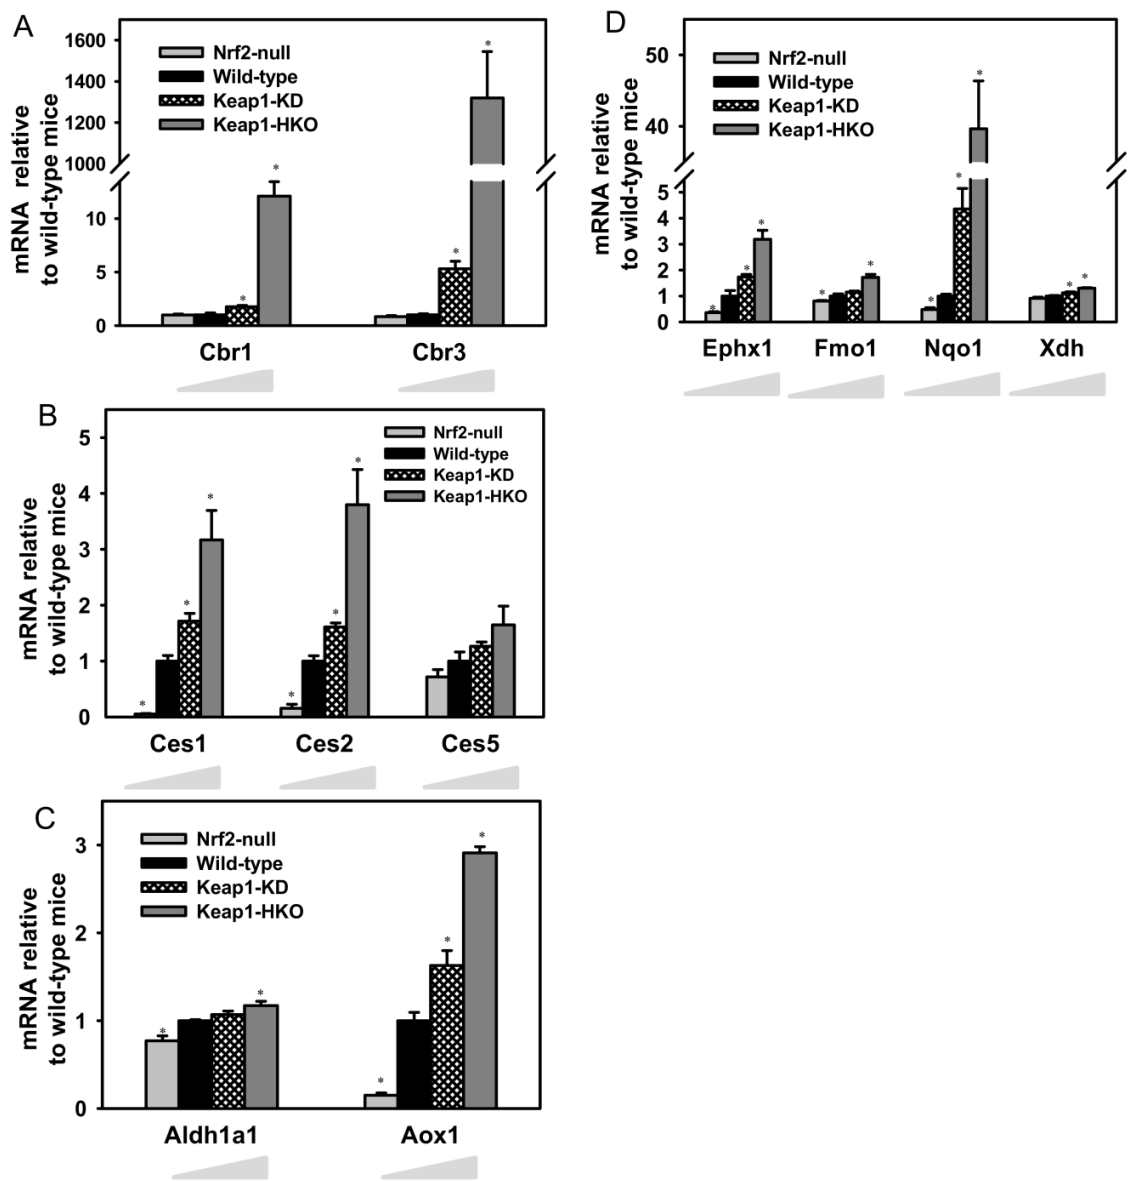 A
mRNA relative
to wild-type mice
1600
1400
1200
1000
10
5
0
Nrf2-null
Wild-type
Keap1-KD
Keap1-HKO
*
*
*
*
Cbr1 Cbr3
D
mRNA relative
to wild-type mice
50
40
5
4
3
2
1
0
Nrf2-null
Wild-type
Keap1-KD
Keap1-HKO
*
*
*
*
*
*
*
*
*
*
Ephx1 Fmo1 Nqo1 Xdh
B
mRNA relative
to wild-type mice
5
4
3
2
1
0
Nrf2-null
Wild-type
Keap1-KD
Keap1-HKO
*
*
*
*
*
*
Ces1 Ces2 Ces5
C
mRNA relative
to wild-type mice
3
2
1
0
Nrf2-null
Wild-type
Keap1-KD
Keap1-HKO
*
*
*
*
*
Aldh1a1 Aox1